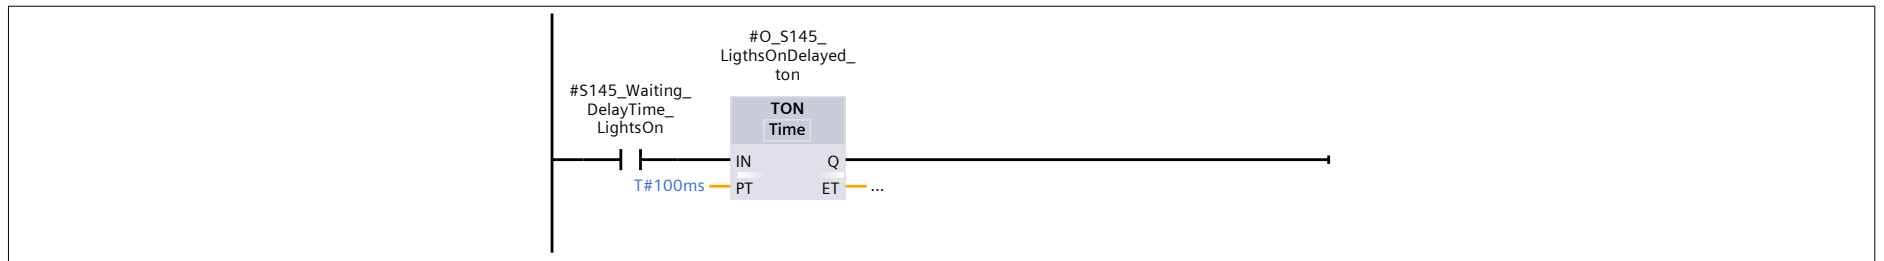 #O_S145_
LigthsOnDelayed_
ton
#S145_Waiting_
DelayTime_
LightsOn
TON
Time
IN
Q
T#100ms
PT
ET
...